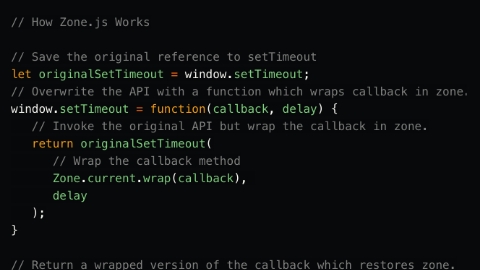 // How Zone.js Works
// Save the original reference to setTimeout
let originalSetTimeout = window.setTimeout;
// Overwrite the API with a function which wraps callback in zone.
window.setTimeout = function(callback, delay) {
// Invoke the original API but wrap the callback in zone.
return originalSetTimeout(
// Wrap the callback method
Zone.current.wrap(callback),
delay
);
}
// Return a wrapped version of the callback which restores zone.